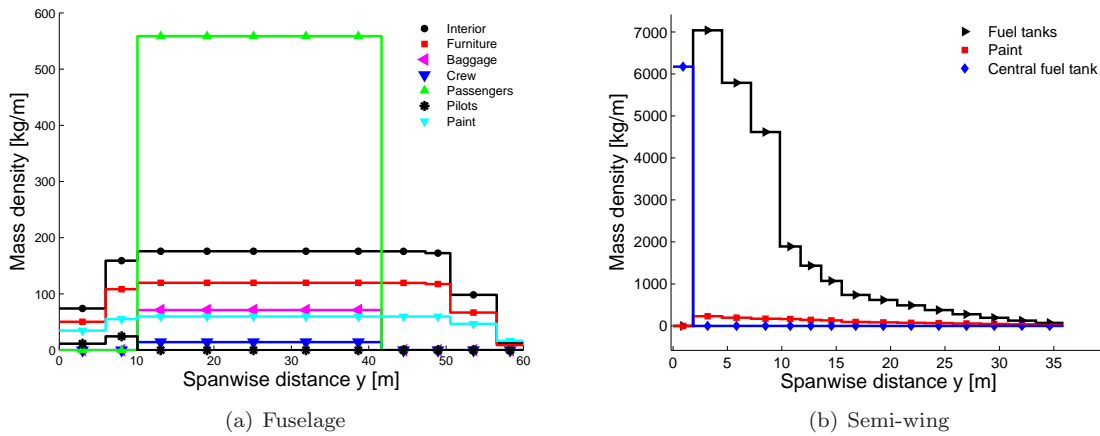 600
500
400
300
200
100
0
0
10
20
30
40
50
60
Mass density [kg/m]
Spanwise distance y [m]
Interior
Furniture
Baggage
Crew
Passengers
Pilots
Paint
(a) Fuselage
7000
6000
5000
4000
3000
2000
1000
0
0
5
10
15
20
25
30
35
Mass density [kg/m]
Spanwise distance y [m]
Fuel tanks
Paint
Central fuel tank
(b) Semi-wing